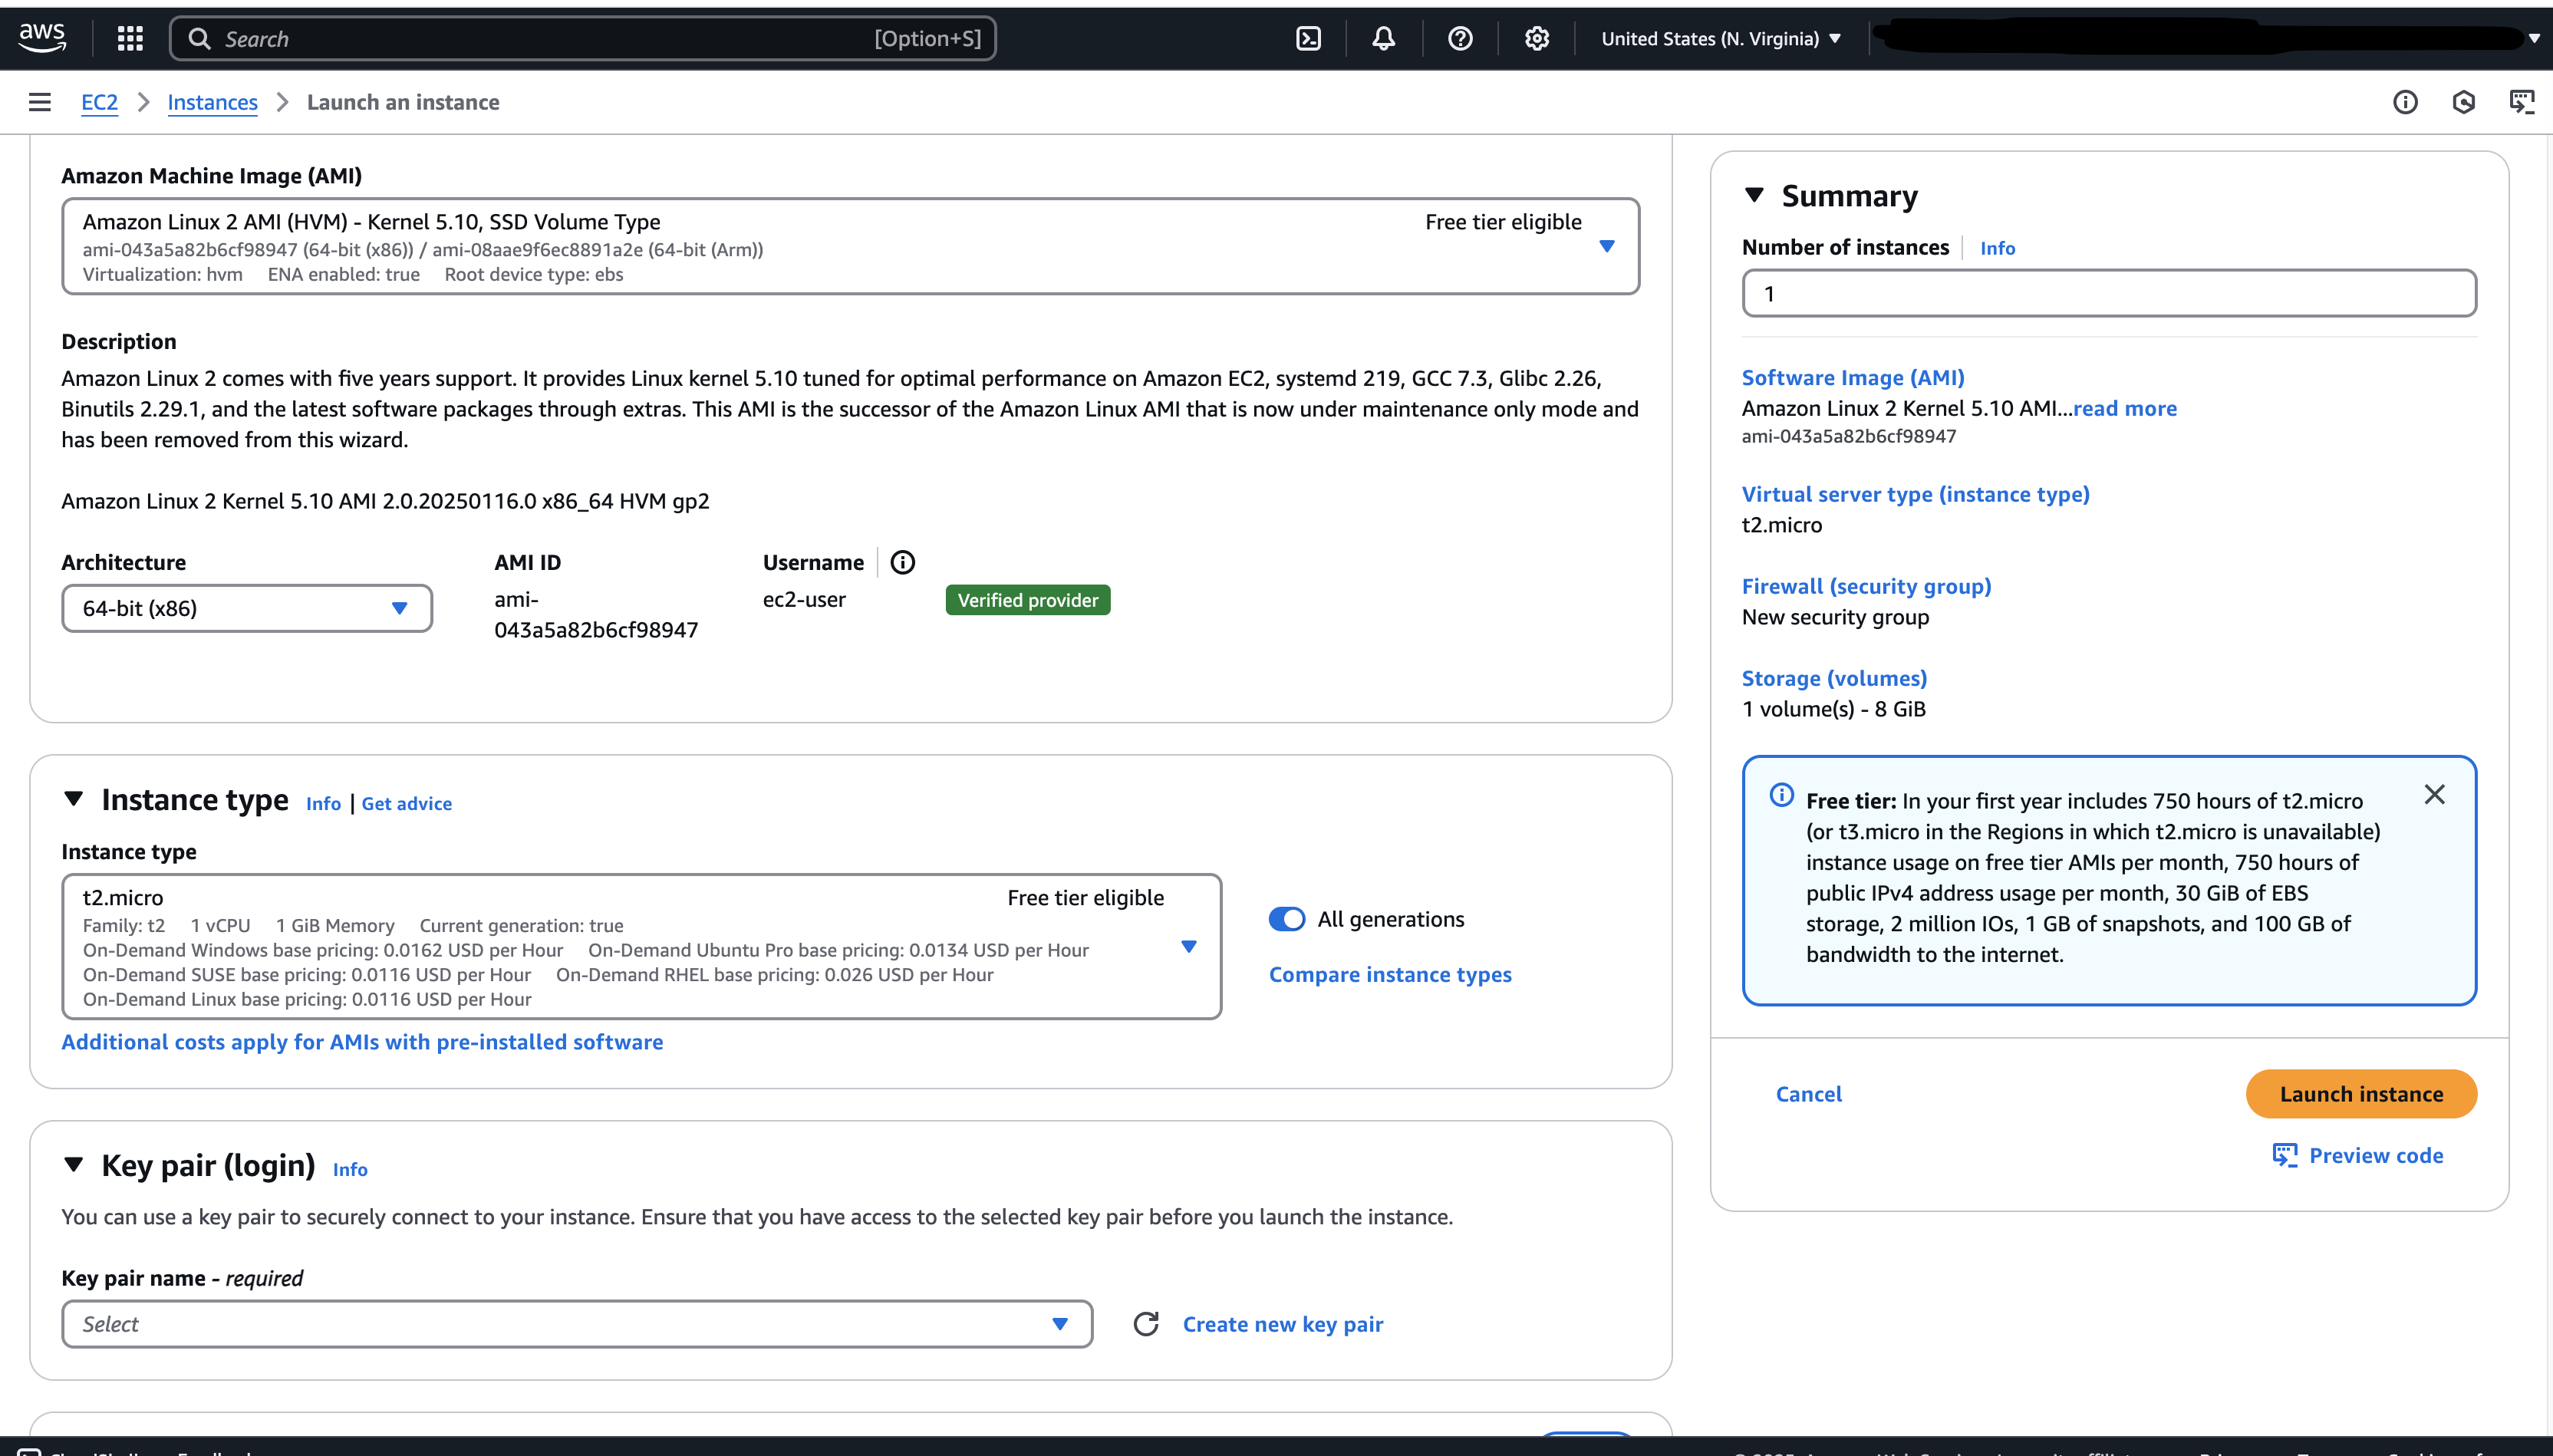 aws
Search
[Option+S]
United States (N. Virginia)
EC2
Instances
Launch an instance
Amazon Machine Image (AMI)
Amazon Linux 2 AMI (HVM) - Kernel 5.10, SSD Volume Type
Free tier eligible
ami-043a5a82b6cf98947 (64-bit (x86)) / ami-08aae9f6ec8891a2e (64-bit (Arm))
Virtualization: hvm ENA enabled: true Root device type: ebs
Description
Amazon Linux 2 comes with five years support. It provides Linux kernel 5.10 tuned for optimal performance on Amazon EC2, systemd 219, GCC 7.3, Glibc 2.26,
Binutils 2.29.1, and the latest software packages through extras. This AMI is the successor of the Amazon Linux AMI that is now under maintenance only mode and
has been removed from this wizard.
Amazon Linux 2 Kernel 5.10 AMI 2.0.20250116.0 x86_64 HVM gp2
Architecture
64-bit (x86)
AMI ID
ami-
043a5a82b6cf98947
Username
ec2-user
Verified provider
Instance type Info | Get advice
Instance type
t2.micro
Free tier eligible
Family: t2 1 vCPU 1 GiB Memory Current generation: true
On-Demand Windows base pricing: 0.0162 USD per Hour On-Demand Ubuntu Pro base pricing: 0.0134 USD per Hour
On-Demand SUSE base pricing: 0.0116 USD per Hour On-Demand RHEL base pricing: 0.026 USD per Hour
On-Demand Linux base pricing: 0.0116 USD per Hour
All generations
Compare instance types
Additional costs apply for AMIs with pre-installed software
Key pair (login) Info
You can use a key pair to securely connect to your instance. Ensure that you have access to the selected key pair before you launch the instance.
Key pair name - required
Select
Create new key pair
Summary
Number of instances Info
1
Software Image (AMI)
Amazon Linux 2 Kernel 5.10 AMI...read more
ami-043a5a82b6cf98947
Virtual server type (instance type)
t2.micro
Firewall (security group)
New security group
Storage (volumes)
1 volume(s) - 8 GiB
Free tier: In your first year includes 750 hours of t2.micro
(or t3.micro in the Regions in which t2.micro is unavailable)
instance usage on free tier AMIs per month, 750 hours of
public IPv4 address usage per month, 30 GiB of EBS
storage, 2 million IOs, 1 GB of snapshots, and 100 GB of
bandwidth to the internet.
Cancel
Launch instance
Preview code